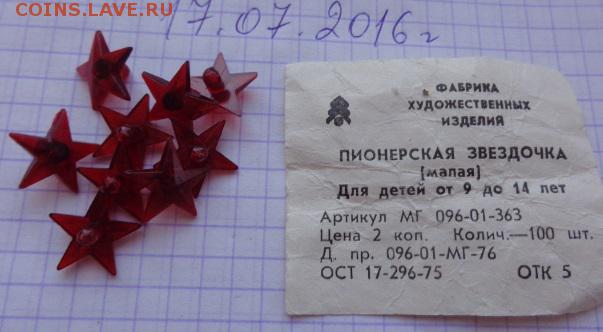 COINS.LAVE.RU
17.07.2016г
ФАБРИКА
ХУДОЖЕСТВЕННЫХ
ИЗДЕЛИЯ
ПИОНЕРСКАЯ ЗВЕЗДОЧКА
[малая]
Для детей от 9 до 14 лет
Артикул МГ 096-01-363
Цена 2 коп. Колич.—100 шт.
Д. пр. 096-01-МГ-76
ОСТ 17-296-75 ОТК 5